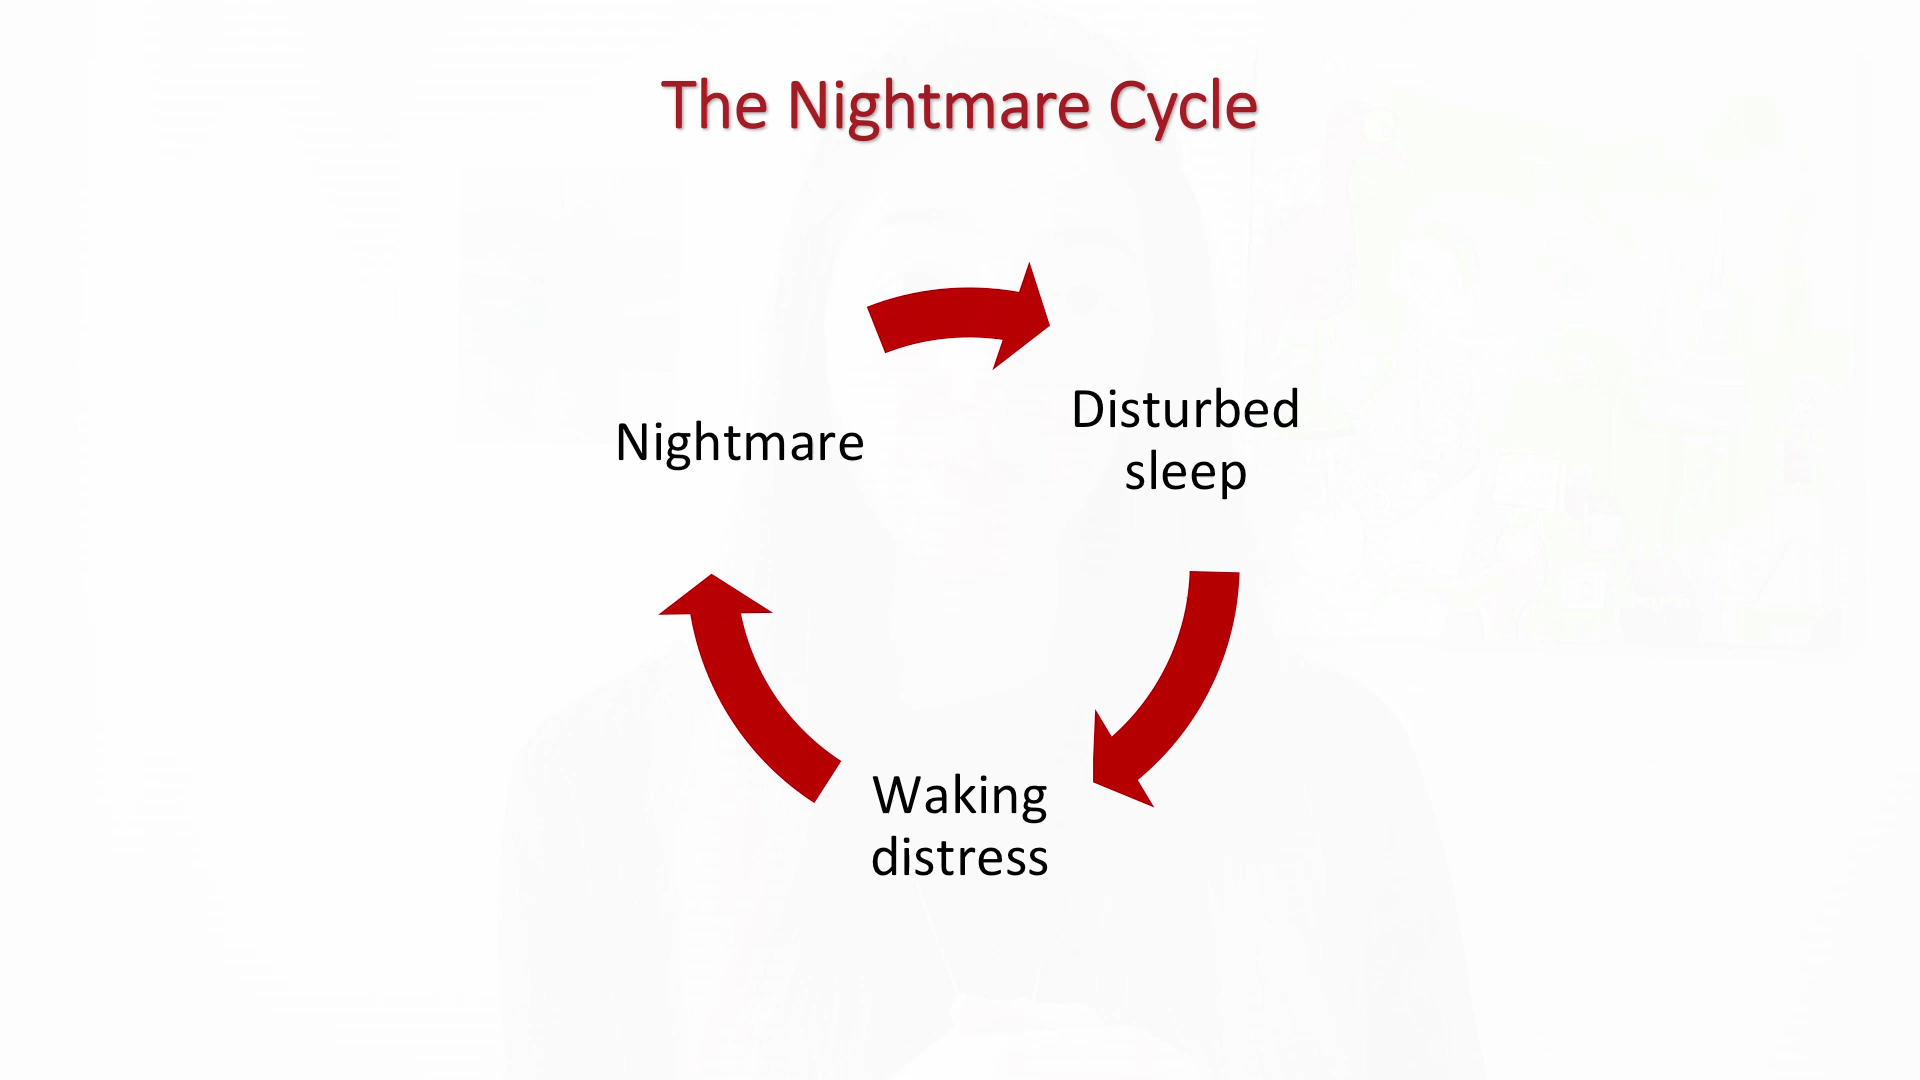 The Nightmare Cycle
Nightmare
Disturbed
sleep
Waking
distress